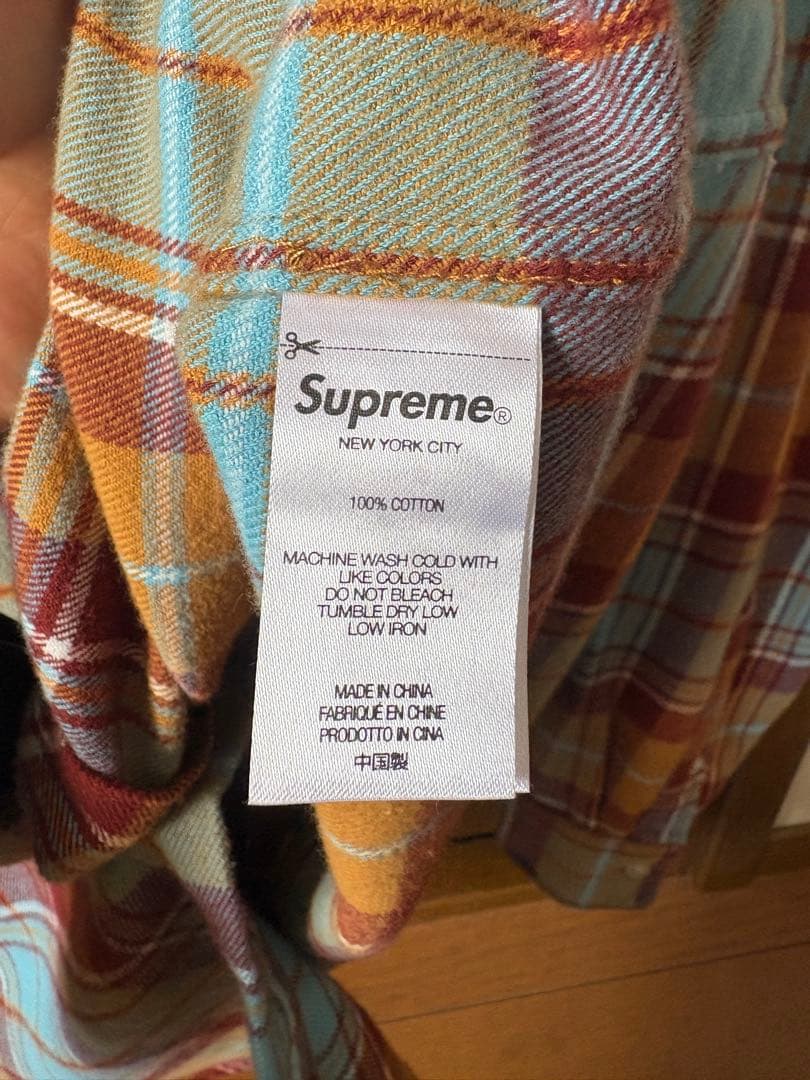 Supreme®
NEW YORK CITY
100% COTTON
MACHINE WASH COLD WITH
LIKE COLORS
DO NOT BLEACH
TUMBLE DRY LOW
LOW IRON
MADE IN CHINA
FABRIQUÉ EN CHINE
PRODOTTO IN CINA
中国製